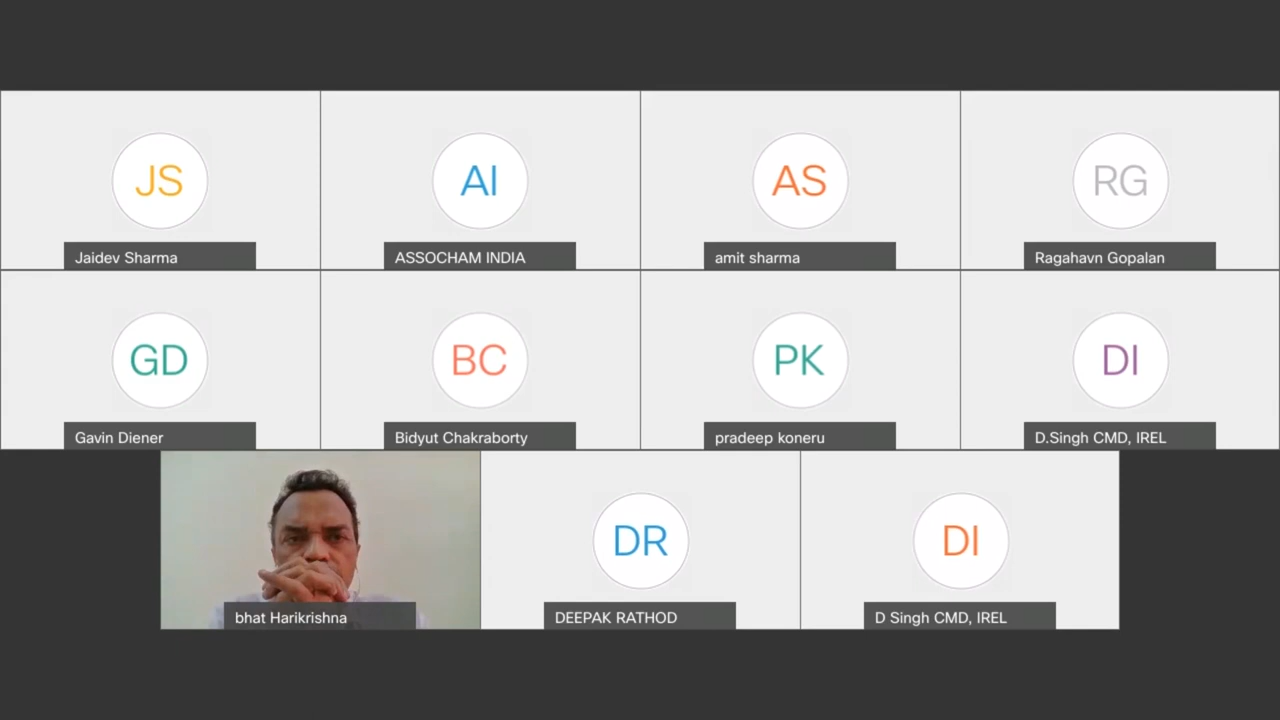 JS
AI
AS
RG
Jaidev Sharma
ASSOCHAM INDIA
amit sharma
Ragahavn Gopalan
GD
BC
PK
DI
Gavin Diener
Bidyut Chakraborty
pradeep koneru
D.Singh CMD, IREL
DR
DI
bhat Harikrishna
DEEPAK RATHOD
D Singh CMD, IREL